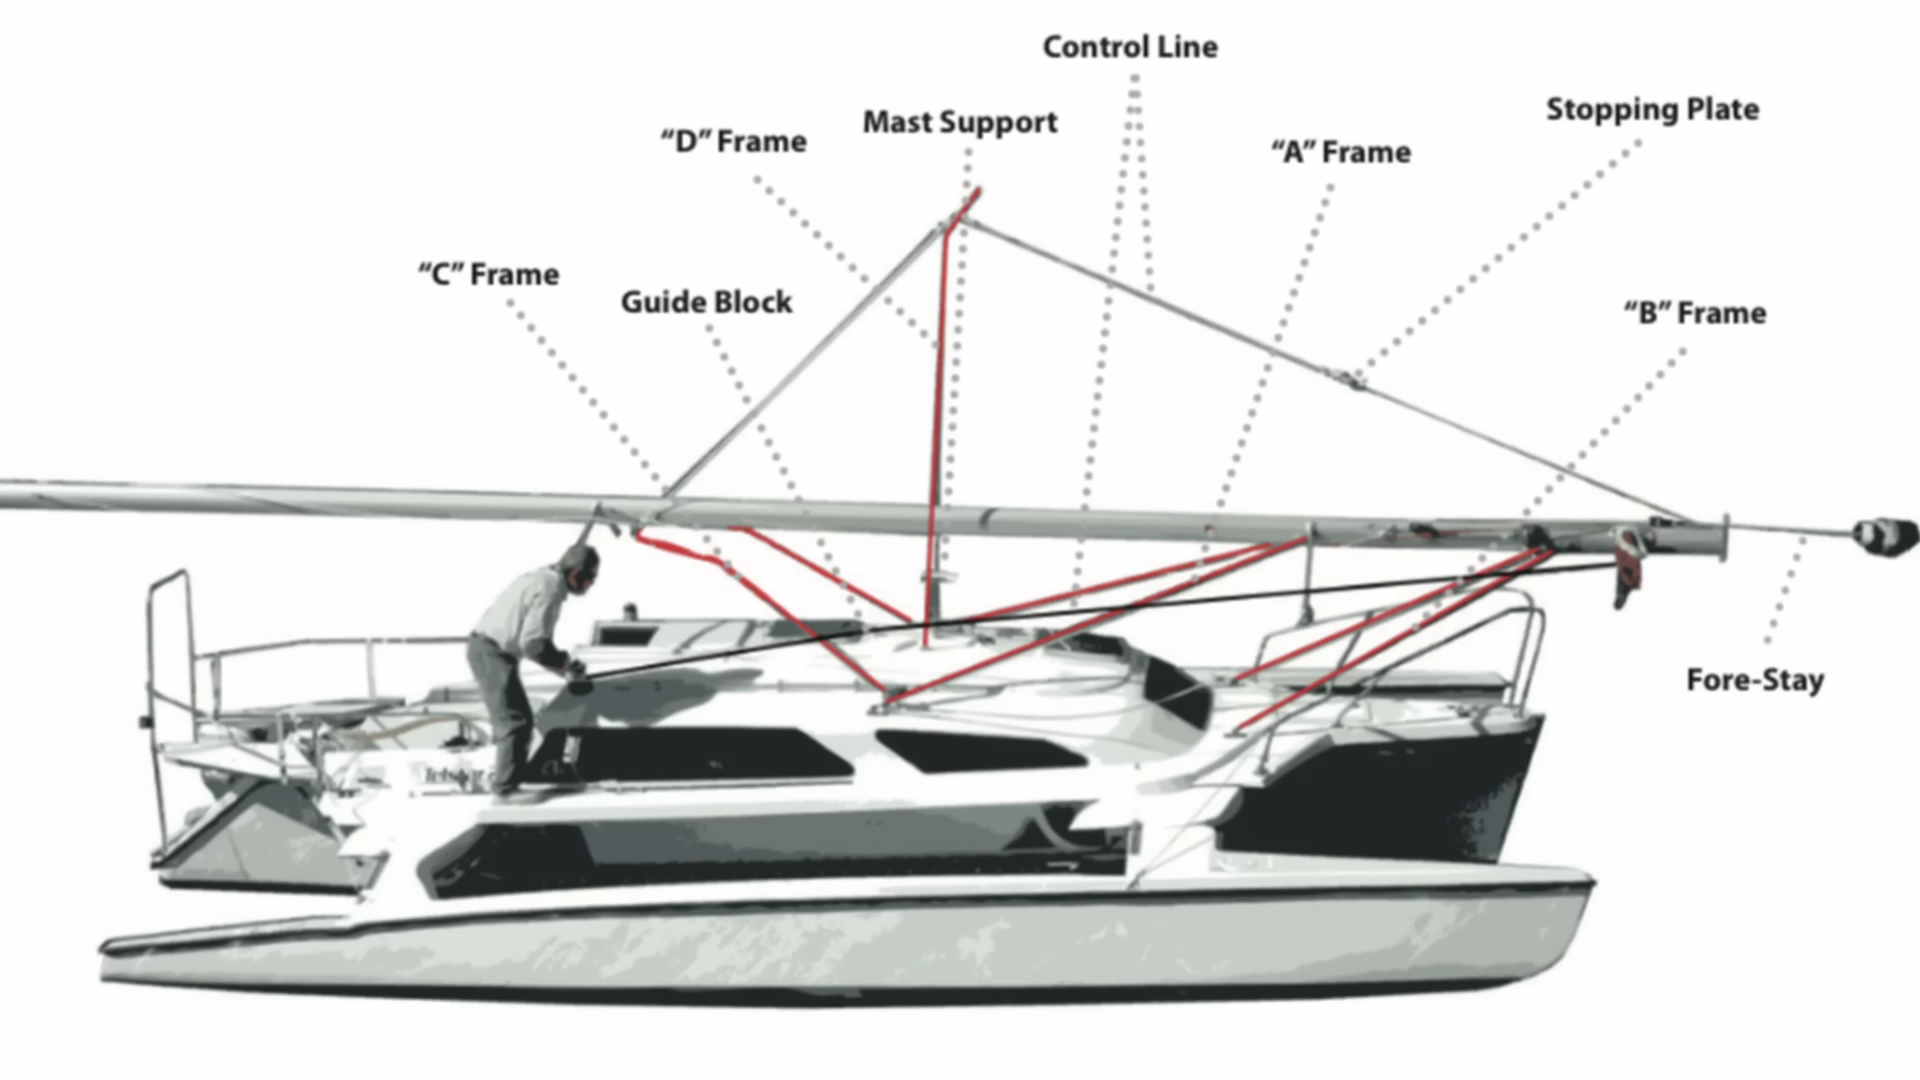 Control Line
Stopping Plate
Mast Support
“D” Frame
“A” Frame
“C” Frame
Guide Block
“B” Frame
Fore-Stay